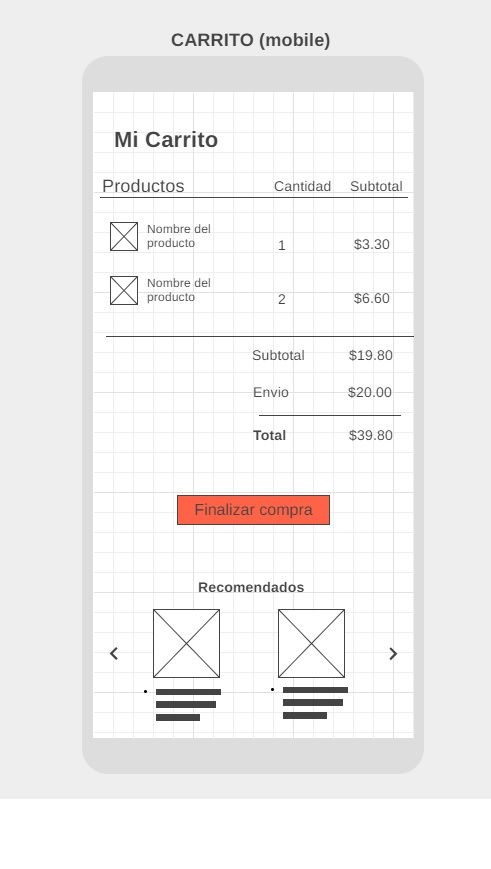 CARRITO (mobile)
Mi Carrito
Productos Cantidad Subtotal
Nombre del
producto 1 $3.30
Nombre del
producto 2 $6.60
Subtotal $19.80
Envio $20.00
Total $39.80
Finalizar compra
Recomendados